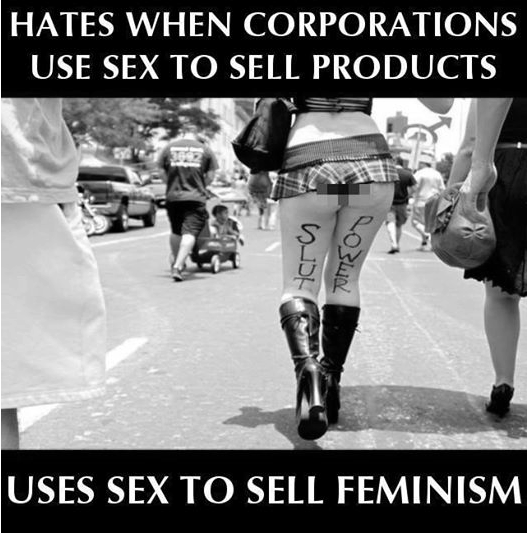 HATES WHEN CORPORATIONS
USE SEX TO SELL PRODUCTS
SLUT
POWER
USES SEX TO SELL FEMINISM